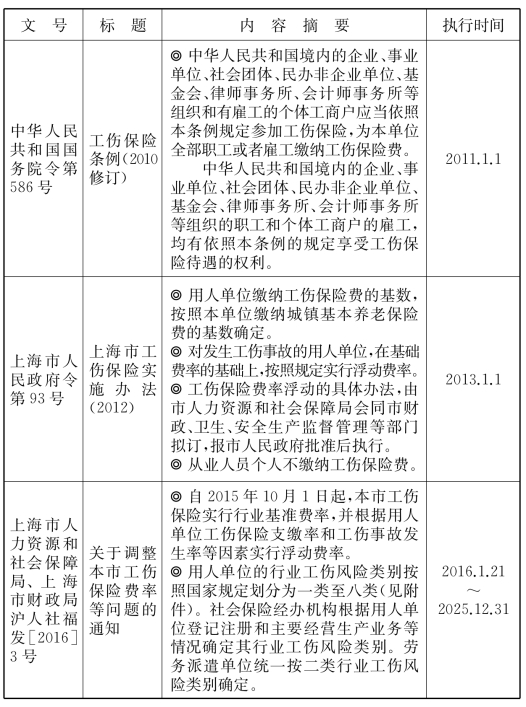 文 号
标 题
内 容 摘 要
执行时间
中华人民
共和国国
务院令第
586号
工伤保险
条例(2010
修订)
◎ 中华人民共和国境内的企业、事业
单位、社会团体、民办非企业单位、基
金会、律师事务所、会计师事务所等
组织和有雇工的个体工商户应当依照
本条例规定参加工伤保险,为本单位
全部职工或者雇工缴纳工伤保险费。
中华人民共和国境内的企业、事
业单位、社会团体、民办非企业单位、
基金会、律师事务所、会计师事务所
等组织的职工和个体工商户的雇工,
均有依照本条例的规定享受工伤保
险待遇的权利。
2011.1.1
上海市人
民政府令
第93号
上海市工
伤保险实
施 办 法
(2012)
◎ 用人单位缴纳工伤保险费的基数,
按照本单位缴纳城镇基本养老保险
费的基数确定。
◎ 对发生工伤事故的用人单位,在基础
费率的基础上,按照规定实行浮动费率。
◎ 工伤保险费率浮动的具体办法,由
市人力资源和社会保障局会同市财
政、卫生、安全生产监督管理等部门
拟订,报市人民政府批准后执行。
◎ 从业人员个人不缴纳工伤保险费。
2013.1.1
上海市人
力资源和
社会保障
局、上 海
市财政局
沪人社福
发[2016]
3号
关于调整
本市工伤
保险费率
等问题的
通知
◎ 自2015年10月1日起,本市工伤
保险实行行业基准费率,并根据用人
单位工伤保险支缴率和工伤事故发
生率等因素实行浮动费率。
◎ 用人单位的行业工伤风险类别按
照国家规定划分为一类至八类(见附
件)。社会保险经办机构根据用人单
位登记注册和主要经营生产业务等
情况确定其行业工伤风险类别。劳
务派遣单位统一按二类行业工伤风
险类别确定。
2016.1.21
~
2025.12.31